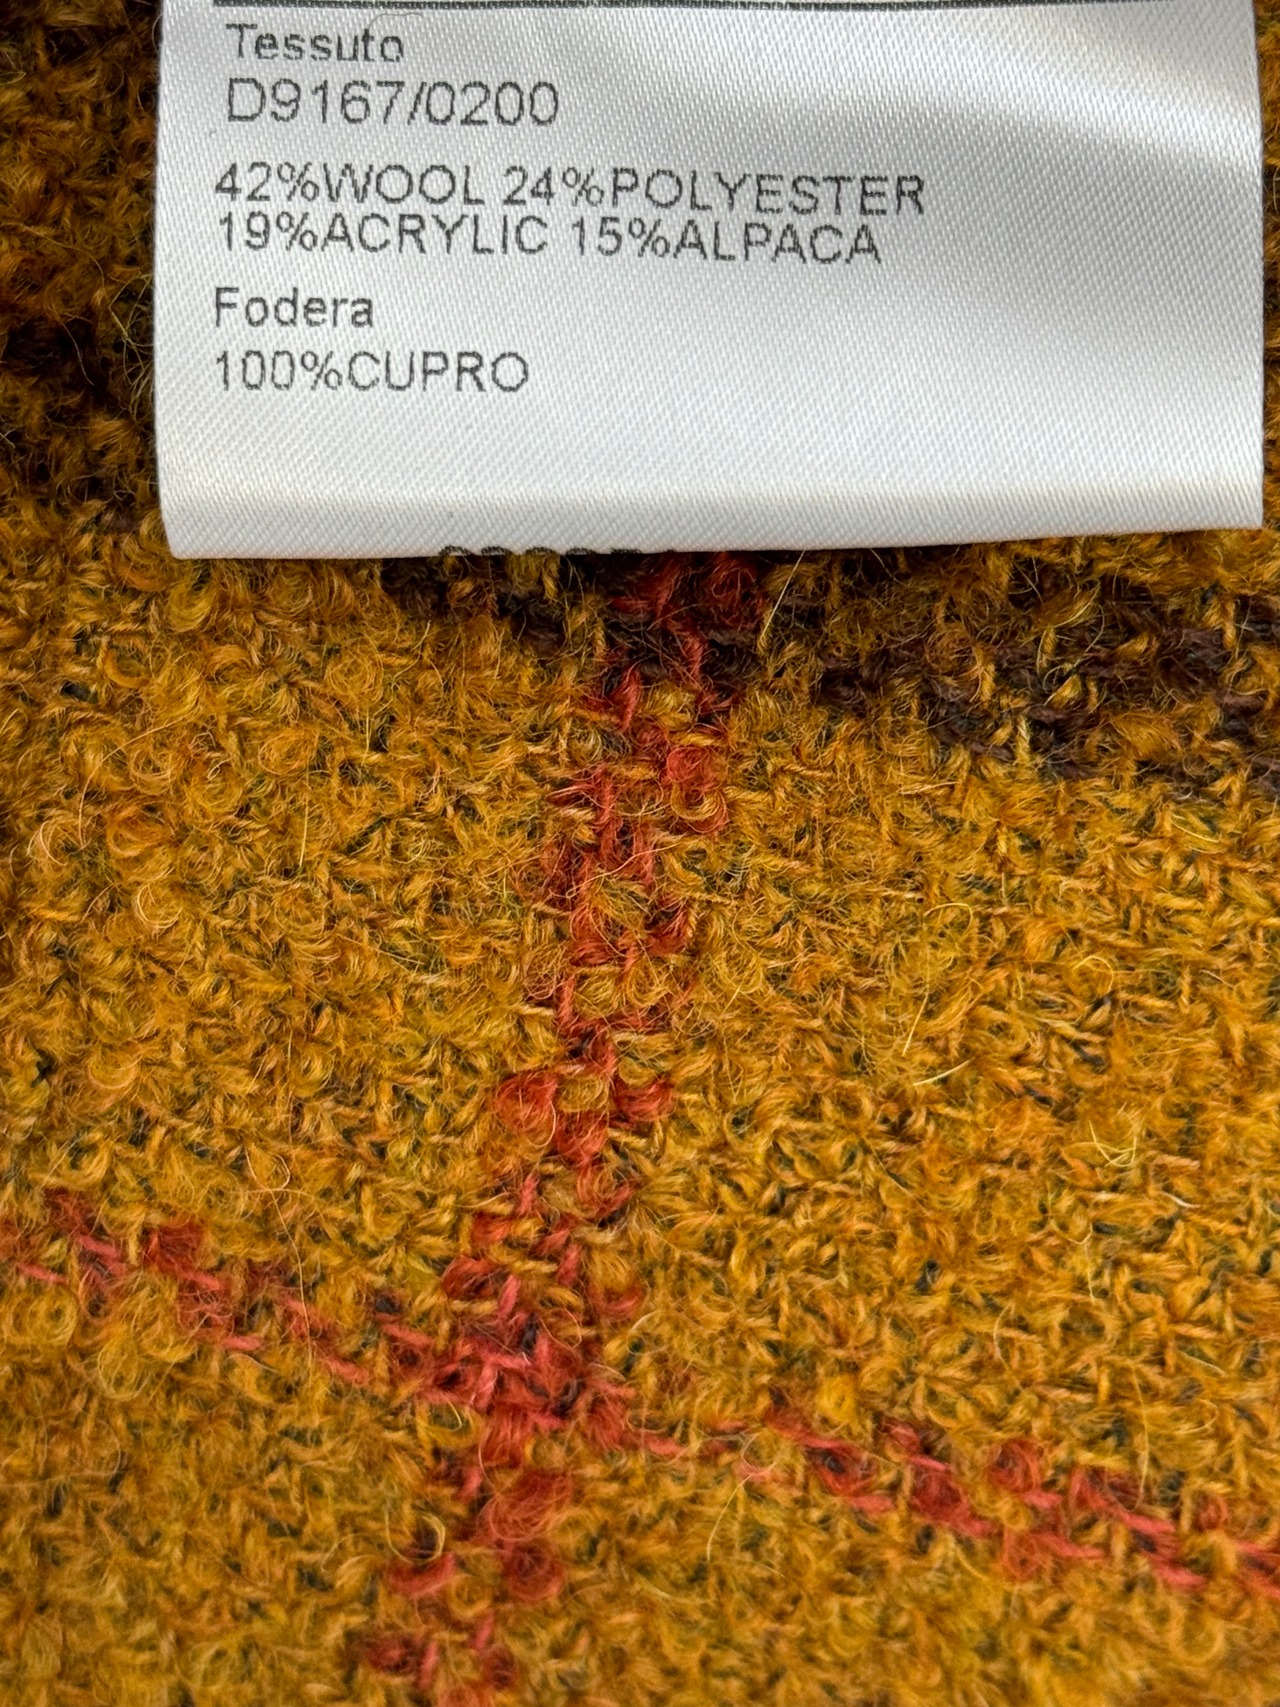 Tessuto
D9167/0200
42%WOOL 24%POLYESTER
19%ACRYLIC 15%ALPACA
Fodera
100%CUPRO